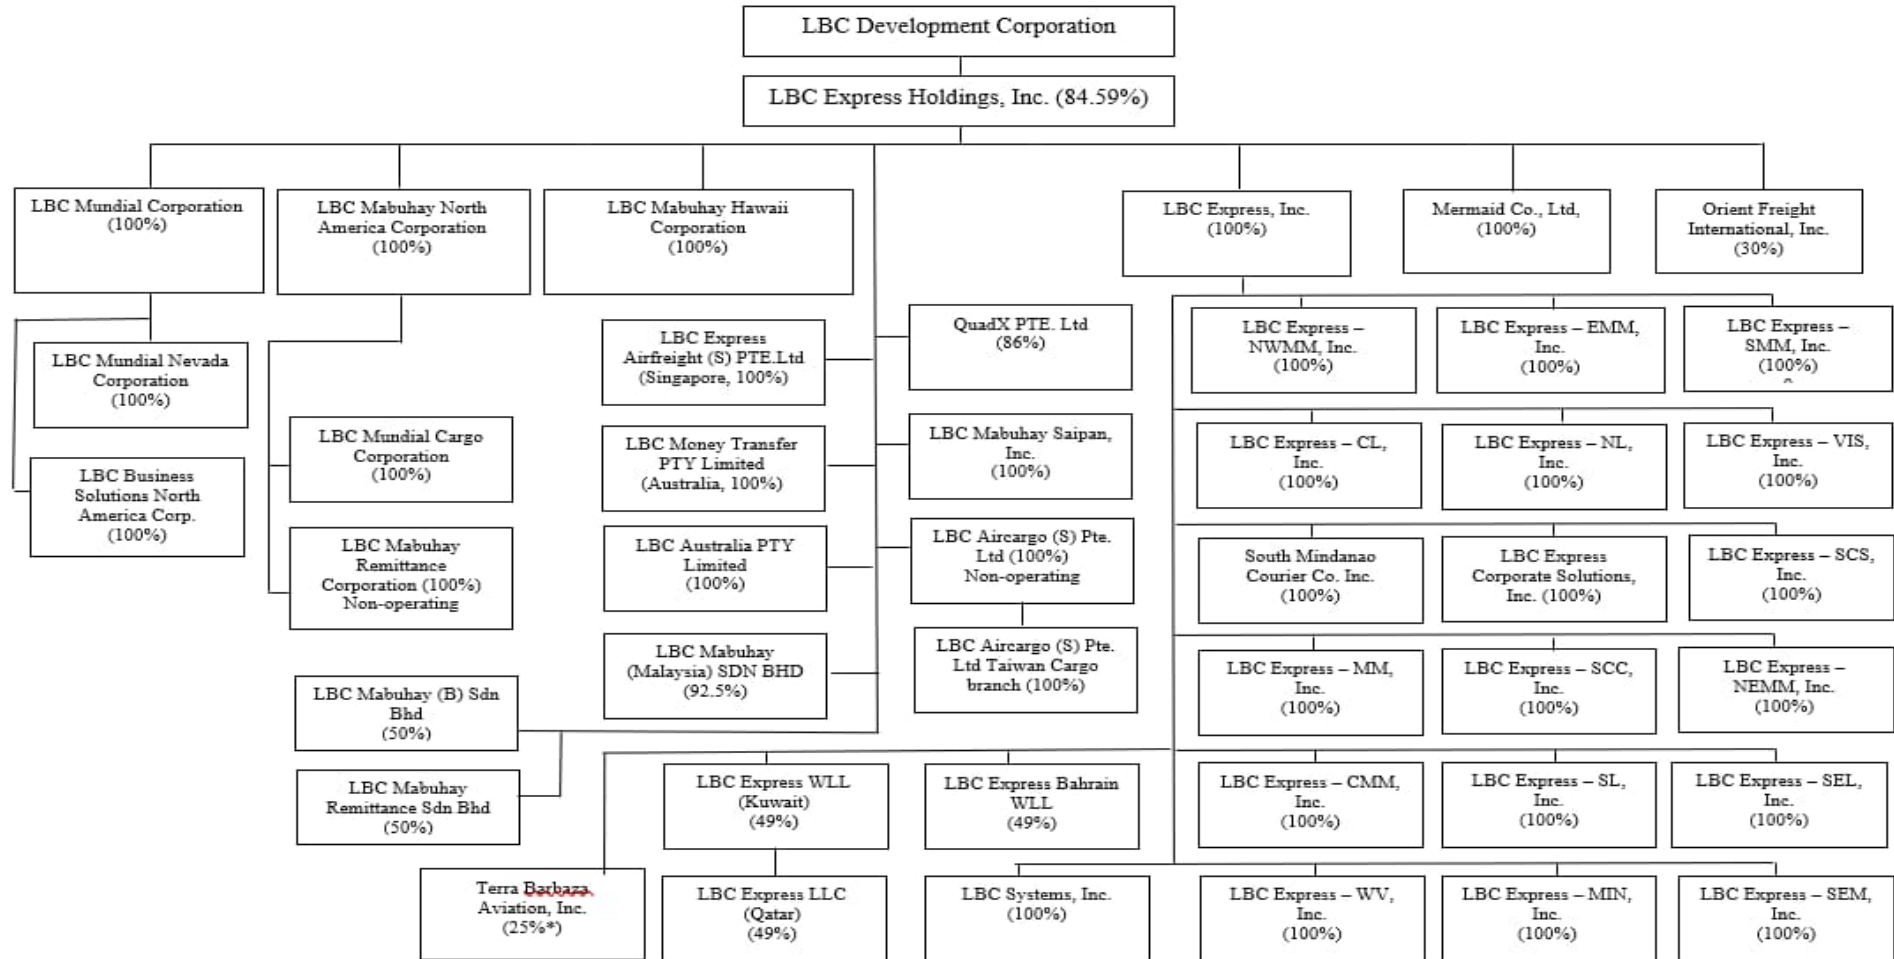 LBC Development Corporation
LBC Express Holdings, Inc. (84.59%)
LBC Mundial Corporation
(100%)
LBC Mabuhay North
America Corporation
(100%)
LBC Mabuhay Hawaii
Corporation
(100%)
LBC Express, Inc.
(100%)
Mermaid Co., Ltd,
(100%)
Orient Freight
International, Inc.
(30%)
LBC Mundial Nevada
Corporation
(100%)
LBC Business
Solutions North
America Corp.
(100%)
LBC Mundial Cargo
Corporation
(100%)
LBC Mabuhay
Remittance
Corporation (100%)
Non-operating
LBC Express
Airfreight (S) PTE.Ltd
(Singapore, 100%)
LBC Money Transfer
PTY Limited
(Australia, 100%)
LBC Australia PTY
Limited
(100%)
LBC Mabuhay
(Malaysia) SDN BHD
(92.5%)
LBC Mabuhay (B) Sdn
Bhd
(50%)
LBC Mabuhay
Remittance Sdn Bhd
(50%)
QuadX PTE. Ltd
(86%)
LBC Mabuhay Saipan,
Inc.
(100%)
LBC Aircargo (S) Pte.
Ltd (100%)
Non-operating
LBC Aircargo (S) Pte.
Ltd Taiwan Cargo
branch (100%)
LBC Express –
NWMM, Inc.
(100%)
LBC Express – EMM,
Inc.
(100%)
LBC Express –
SMM, Inc.
(100%)
LBC Express – CL,
Inc.
(100%)
LBC Express – NL,
Inc.
(100%)
LBC Express – VIS,
Inc.
(100%)
South Mindanao
Courier Co. Inc.
(100%)
LBC Express
Corporate Solutions,
Inc. (100%)
LBC Express – SCS,
Inc.
(100%)
LBC Express – MM,
Inc.
(100%)
LBC Express – SCC,
Inc.
(100%)
LBC Express –
NEMM, Inc.
(100%)
LBC Express WLL
(Kuwait)
(49%)
LBC Express Bahrain
WLL
(49%)
LBC Express – CMM,
Inc.
(100%)
LBC Express – SL,
Inc.
(100%)
LBC Express – SEL,
Inc.
(100%)
Terra Barbaza
Aviation, Inc.
(25%*)
LBC Express LLC
(Qatar)
(49%)
LBC Systems, Inc.
(100%)
LBC Express – WV,
Inc.
(100%)
LBC Express – MIN,
Inc.
(100%)
LBC Express – SEM,
Inc.
(100%)